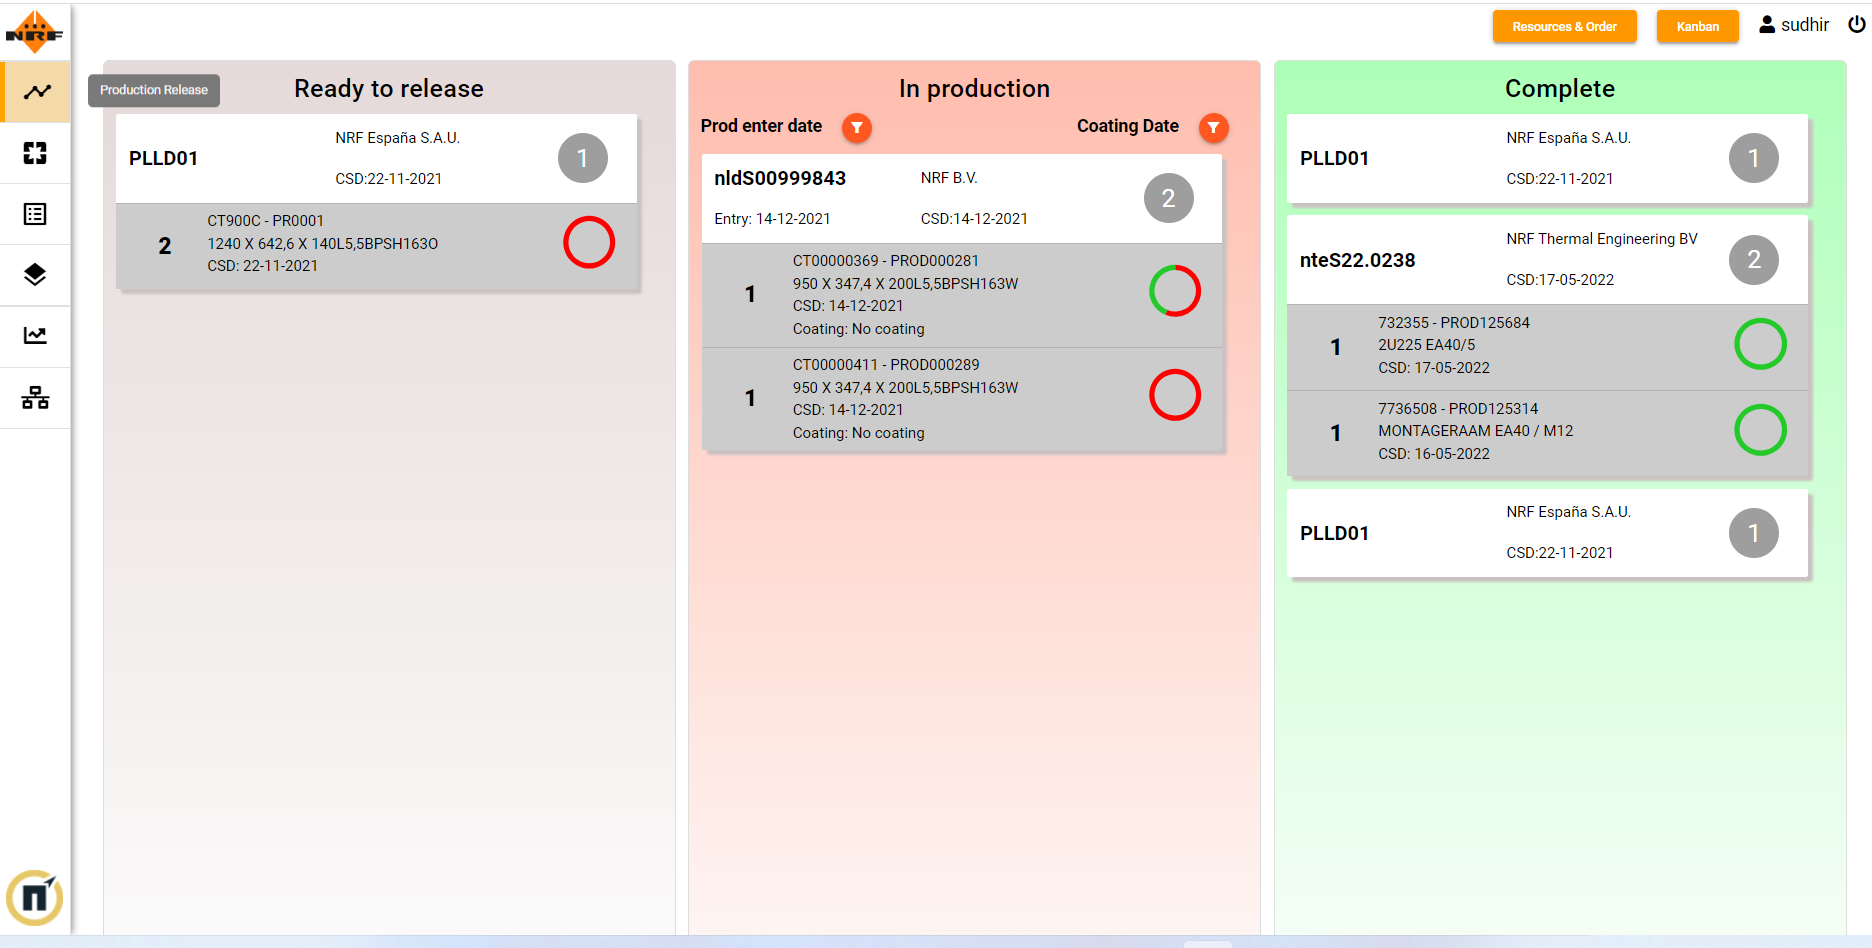 NRF
Resources & Order
Kanban
sudhir
Production Release
Ready to release
PLLD01
NRF España S.A.U.
CSD:22-11-2021
1
2
CT900C - PR0001
1240 X 642,6 X 140L5,5BPSH163O
CSD: 22-11-2021
In production
Prod enter date
Coating Date
nldS00999843
NRF B.V.
Entry: 14-12-2021
CSD:14-12-2021
2
1
CT00000369 - PROD000281
950 X 347,4 X 200L5,5BPSH163W
CSD: 14-12-2021
Coating: No coating
1
CT00000411 - PROD000289
950 X 347,4 X 200L5,5BPSH163W
CSD: 14-12-2021
Coating: No coating
Complete
PLLD01
NRF España S.A.U.
CSD:22-11-2021
1
nteS22.0238
NRF Thermal Engineering BV
CSD:17-05-2022
2
1
732355 - PROD125684
2U225 EA40/5
CSD: 17-05-2022
1
7736508 - PROD125314
MONTAGERAAM EA40 / M12
CSD: 16-05-2022
PLLD01
NRF España S.A.U.
CSD:22-11-2021
1